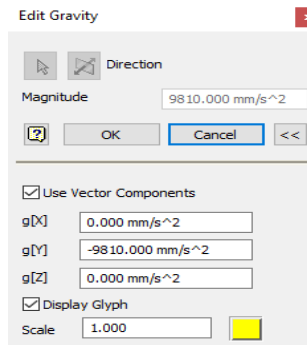 Edit Gravity
Direction
Magnitude 9810.000 mm/s^2
OK Cancel <<
Use Vector Components
g[X] 0.000 mm/s^2
g[Y] -9810.000 mm/s^2
g[Z] 0.000 mm/s^2
Display Glyph
Scale 1.000